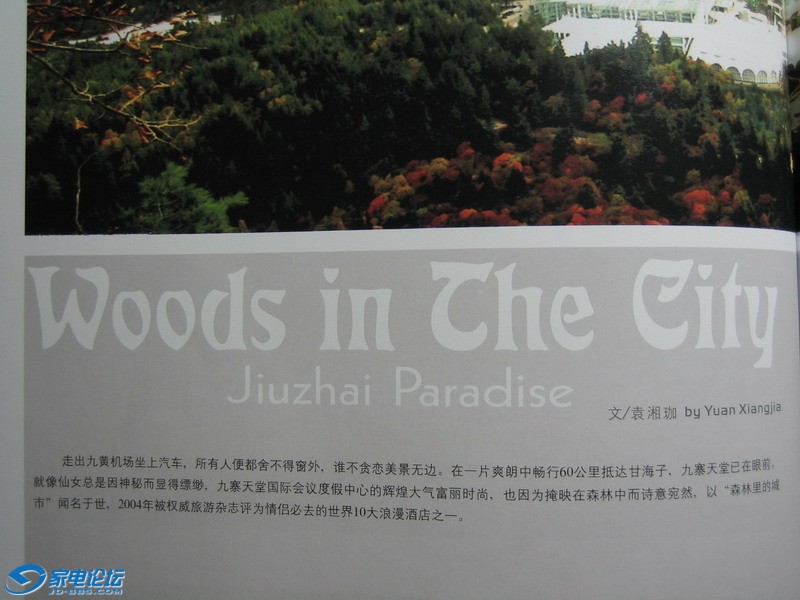 Woods in The City
Jiuzhai Paradise
文/袁湘珈 by Yuan Xiangjia
走出九黄机场坐上汽车，所有人便都舍不得窗外，谁不贪恋美景无边。在一片爽朗中畅行60公里抵达甘海子，九寨天堂已在眼前，
就像仙女总是因神秘而显得缥缈，九寨天堂国际会议度假中心的辉煌大气富丽时尚，也因为掩映在森林中而诗意宛然，以“森林里的城
市”闻名于世，2004年被权威旅游杂志评为情侣必去的世界10大浪漫酒店之一。
家电论坛
JD-BBS.COM